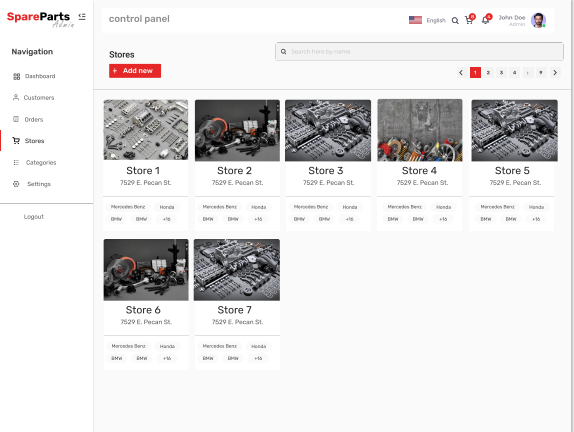 SpareParts
Admin
control panel
English
John Doe
Admin
Navigation
Dashboard
Customers
Orders
Stores
Categories
Settings
Logout
Stores
+ Add new
Search here by name
1 2 3 4 : 9
Store 1
7529 E. Pecan St.
Mercedes Benz Honda
BMW BMW +16
Store 2
7529 E. Pecan St.
Mercedes Benz Honda
BMW BMW +16
Store 3
7529 E. Pecan St.
Mercedes Benz Honda
BMW BMW +16
Store 4
7529 E. Pecan St.
Mercedes Benz Honda
BMW BMW +16
Store 5
7529 E. Pecan St.
Mercedes Benz Honda
BMW BMW +16
Store 6
7529 E. Pecan St.
Mercedes Benz Honda
BMW BMW +16
Store 7
7529 E. Pecan St.
Mercedes Benz Honda
BMW BMW +16